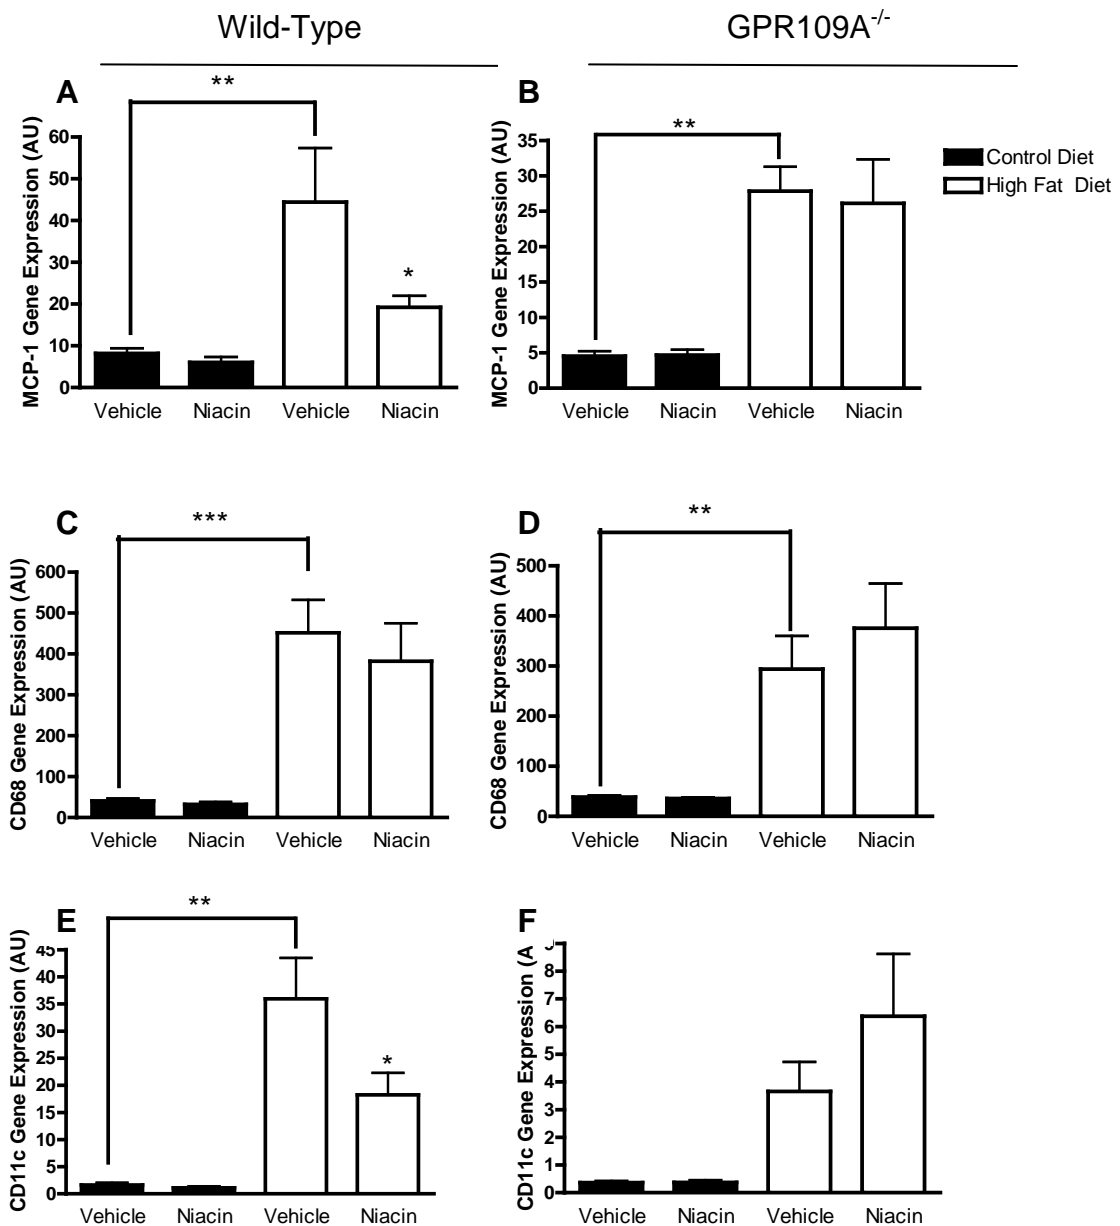 Wild-Type
GPR109A-/-
A
**
MCP-1 Gene Expression (AU)
60
50
40
30
20
10
0
Vehicle Niacin Vehicle Niacin
*
B
**
MCP-1 Gene Expression (AU)
35
30
25
20
15
10
5
0
Vehicle Niacin Vehicle Niacin
Control Diet
High Fat Diet
C
***
CD68 Gene Expression (AU)
600
500
400
300
200
100
0
Vehicle Niacin Vehicle Niacin
D
**
CD68 Gene Expression (AU)
500
400
300
200
100
0
Vehicle Niacin Vehicle Niacin
E
**
CD11c Gene Expression (AU)
45
40
35
30
25
20
15
10
5
0
*
Vehicle Niacin Vehicle Niacin
F
CD11c Gene Expression (A
8
7
6
5
4
3
2
1
0
Vehicle Niacin Vehicle Niacin